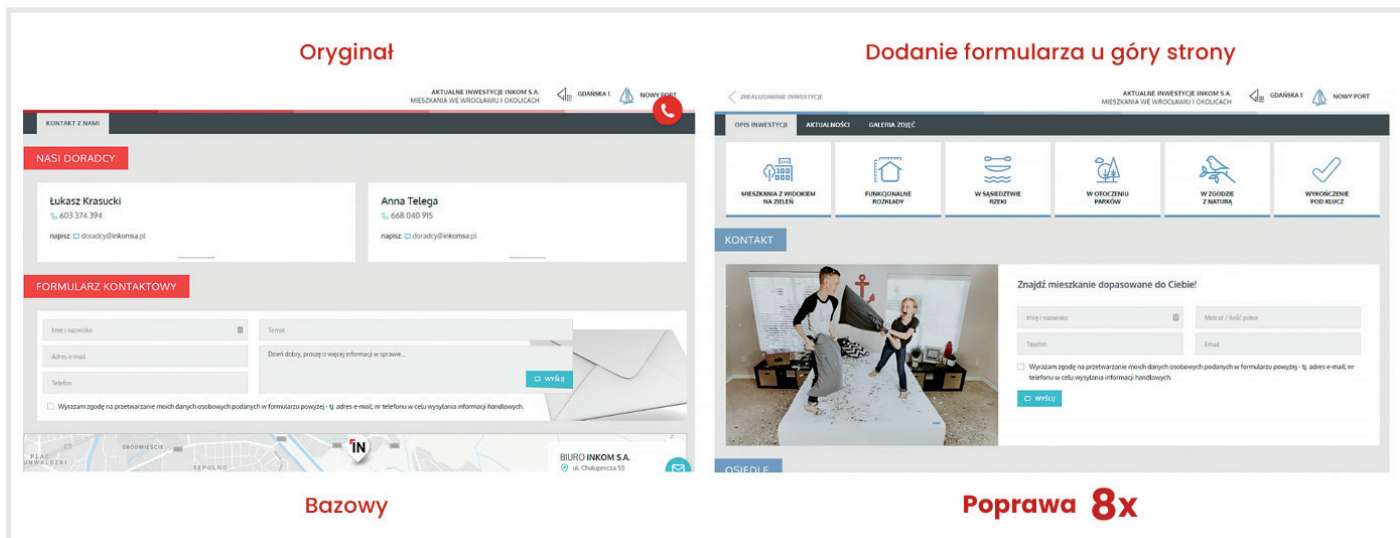 Oryginał
AKTUALNE INWESTYCJE INKOM S.A.
MIESZKANIA WE WROCŁAWIU I OKOLICACH
GDAŃSKA 1
NOWY PORT
KONTAKT Z NAMI
NASI DORADCY
Łukasz Krasucki
603 374 394
napisz: doradcy@inkomsa.pl
Anna Telega
668 040 915
napisz: doradcy@inkomsa.pl
FORMULARZ KONTAKTOWY
Imię i nazwisko
Temat
Adres e-mail
Dzień dobry, proszę o więcej informacji w sprawie...
Telefon
WYŚLIJ
Wyrażam zgodę na przetwarzanie moich danych osobowych podanych w formularzu powyżej - tj. adres e-mail; nr telefonu w celu wysyłania informacji handlowych.
ŚRÓDMIEŚCIE
PLAC
SĘPOLNO
IN
BIURO INKOM S.A.
ul. Chałupnicza 55
Bazowy
Dodanie formularza u góry strony
ZREALIZOWANE INWESTYCJE
AKTUALNE INWESTYCJE INKOM S.A.
MIESZKANIA WE WROCŁAWIU I OKOLICACH
GDAŃSKA 1
NOWY PORT
OPIS INWESTYCJI
AKTUALNOŚCI
GALERIA ZDJĘĆ
MIESZKANIA Z WIDOKIEM
NA ZIELEŃ
FUNKCJONALNE
ROZKŁADY
W SĄSIEDZTWIE
RZEKI
W OTOCZENIU
PARKÓW
W ZGODZIE
Z NATURĄ
WYKOŃCZENIE
POD KLUCZ
KONTAKT
Znajdź mieszkanie dopasowane do Ciebie!
Imię i nazwisko
Metraż / ilość pokoi
Telefon
Email
Wyrażam zgodę na przetwarzanie moich danych osobowych podanych w formularzu powyżej - tj. adres e-mail; nr
telefonu w celu wysyłania informacji handlowych.
WYŚLIJ
OSIEDLE
Poprawa 8x